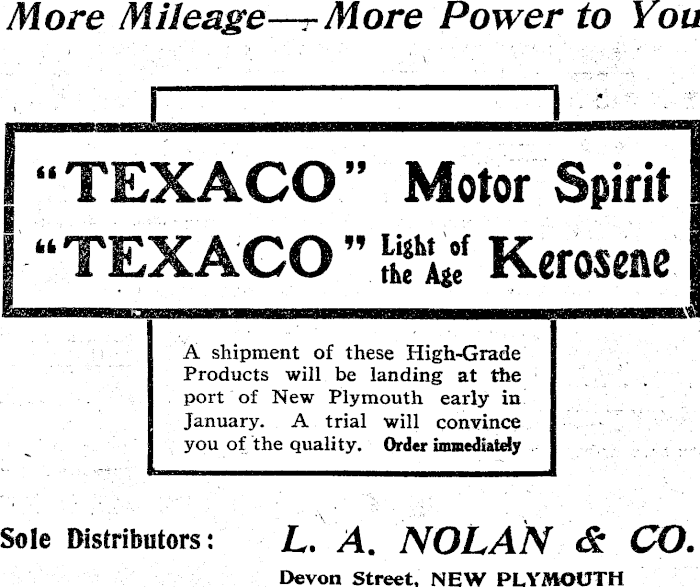 More Mileage—More Power to You
"TEXACO" Motor Spirit
"TEXACO" Light of the Age Kerosene
A shipment of these High-Grade
Products will be landing at the
port of New Plymouth early in
January. A trial will convince
you of the quality. Order immediately
Sole Distributors: L. A. NOLAN & CO.
Devon Street, NEW PLYMOUTH